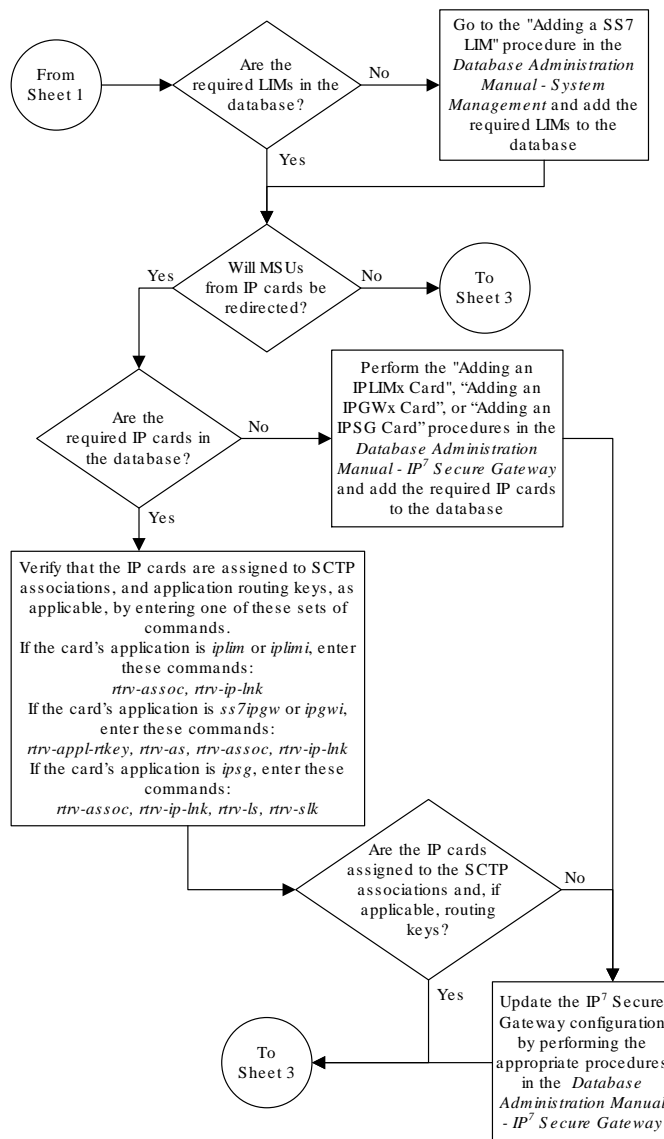 From
Sheet 1
Are the
required LIMs in the
database?
No
Go to the "Adding a SS7
LIM" procedure in the
Database Administration
Manual - System
Management and add the
required LIMs to the
database
Yes
Will MSUs
from IP cards be
redirected?
Yes
No
To
Sheet 3
Are the
required IP cards in
the database?
No
Perform the "Adding an
IPLIMx Card", “Adding an
IPGWx Card”, or “Adding an
IPSG Card” procedures in the
Database Administration
Manual - IP7 Secure Gateway
and add the required IP cards
to the database
Yes
Verify that the IP cards are assigned to SCTP
associations, and application routing keys, as
applicable, by entering one of these sets of
commands.
If the card’s application is iplim or iplimi, enter
these commands:
rtrv-assoc, rtrv-ip-lnk
If the card’s application is ss7ipgw or ipgwi,
enter these commands:
rtrv-appl-rtkey, rtrv-as, rtrv-assoc, rtrv-ip-lnk
If the card’s application is ipsg, enter these
commands:
rtrv-assoc, rtrv-ip-lnk, rtrv-ls, rtrv-slk
Are the IP cards
assigned to the SCTP
associations and, if
applicable, routing
keys?
No
Yes
Update the IP7 Secure
Gateway configuration
by performing the
appropriate procedures
in the Database
Administration Manual
- IP7 Secure Gateway
To
Sheet 3